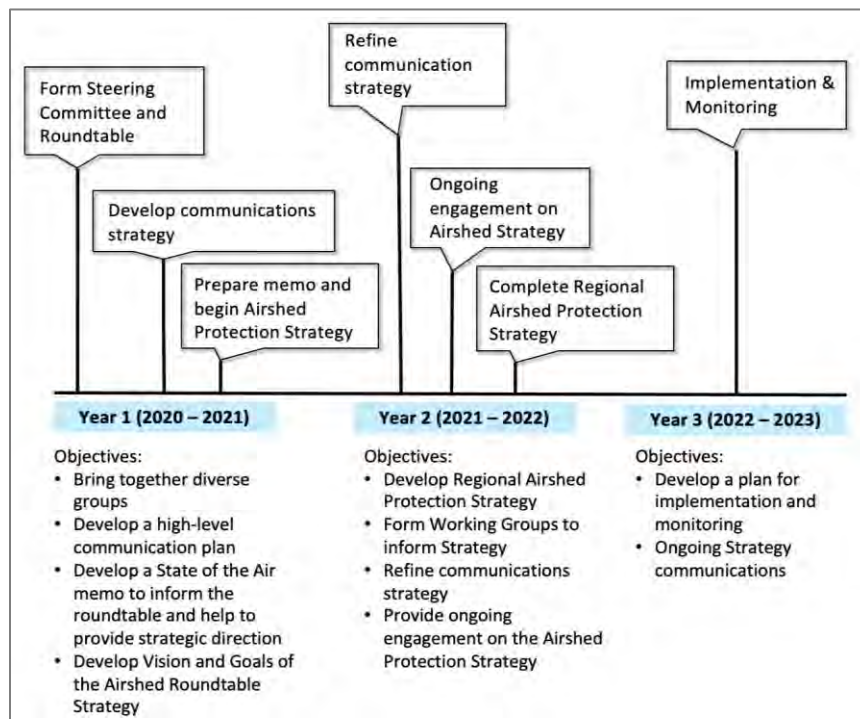 Form Steering
Committee and
Roundtable
Develop communications
strategy
Prepare memo and
begin Airshed
Protection Strategy
Refine
communication
strategy
Ongoing
engagement on
Airshed Strategy
Complete Regional
Airshed Protection
Strategy
Implementation &
Monitoring
Year 1 (2020 – 2021)
Objectives:
• Bring together diverse
groups
• Develop a high-level
communication plan
• Develop a State of the Air
memo to inform the
roundtable and help to
provide strategic direction
• Develop Vision and Goals of
the Airshed Roundtable
Strategy
Year 2 (2021 – 2022)
Objectives:
• Develop Regional Airshed
Protection Strategy
• Form Working Groups to
inform Strategy
• Refine communications
strategy
• Provide ongoing
engagement on the Airshed
Protection Strategy
Year 3 (2022 – 2023)
Objectives:
• Develop a plan for
implementation and
monitoring
• Ongoing Strategy
communications